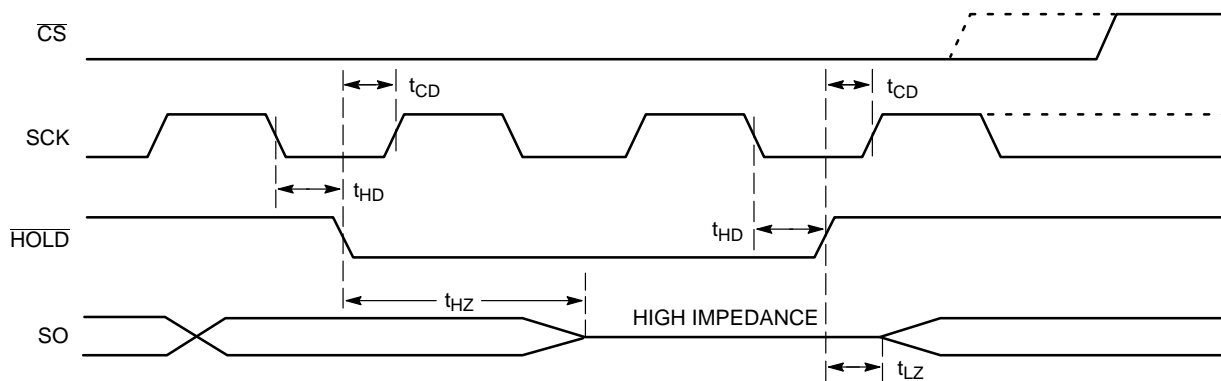 CS
tCD
tCD
SCK
tHD
HOLD
tHD
tHZ
HIGH IMPEDANCE
SO
tLZ